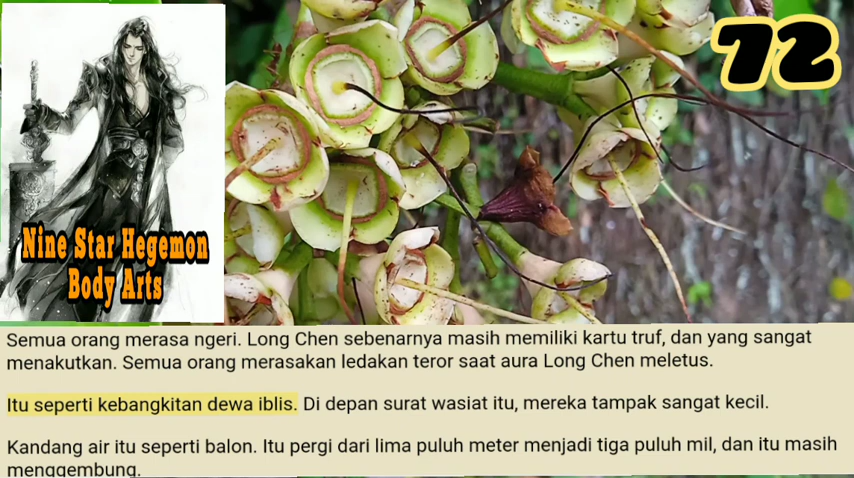 72
Nine Star Hegemon
Body Arts
Semua orang merasa ngeri. Long Chen sebenarnya masih memiliki kartu truf, dan yang sangat
menakutkan. Semua orang merasakan ledakan teror saat aura Long Chen meletus.
Itu seperti kebangkitan dewa iblis. Di depan surat wasiat itu, mereka tampak sangat kecil.
Kandang air itu seperti balon. Itu pergi dari lima puluh meter menjadi tiga puluh mil, dan itu masih
menggembung.